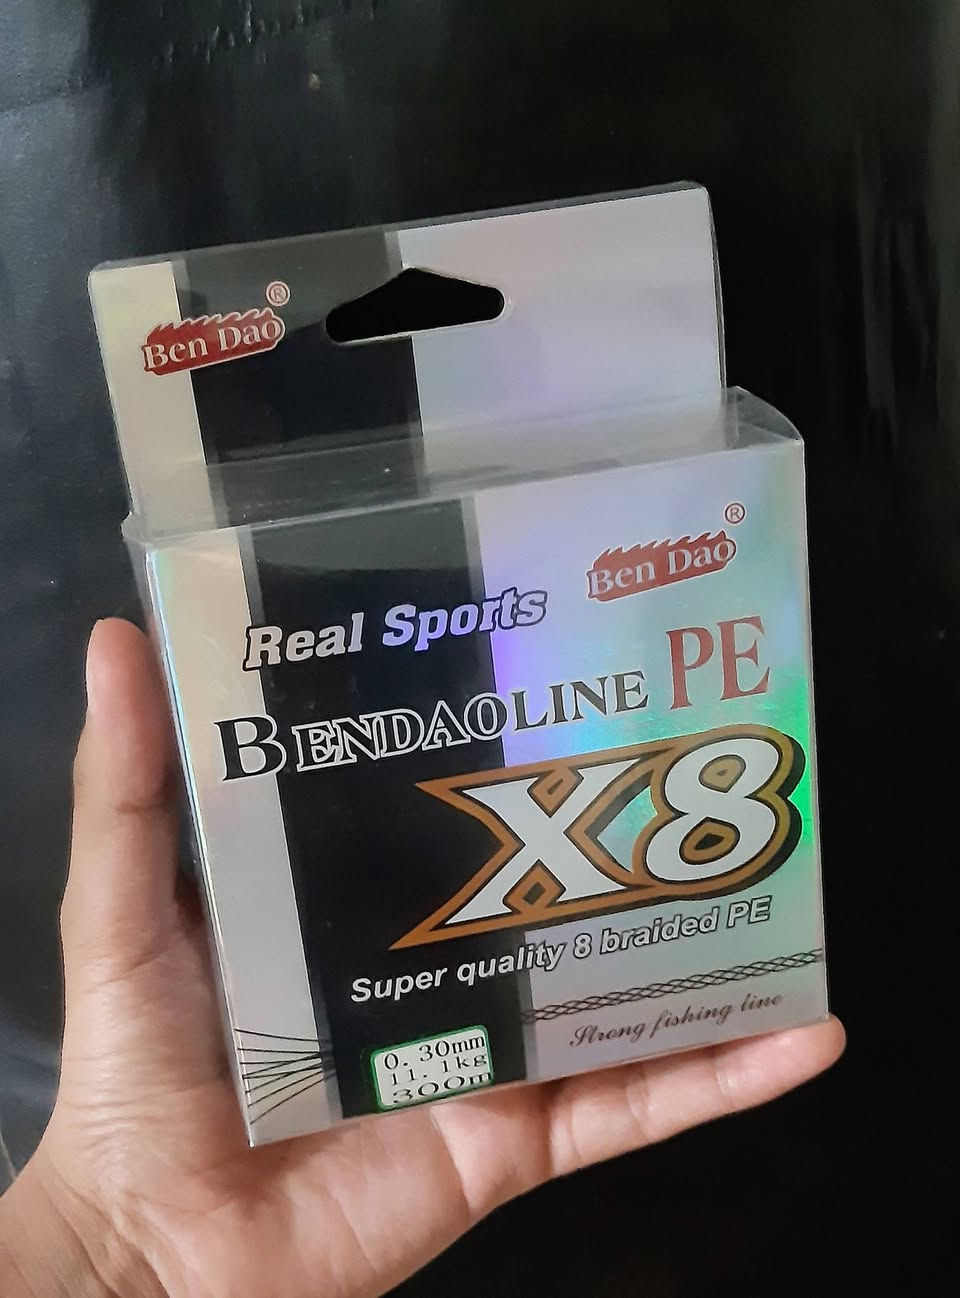 Ben Dao®
Ben Dao®
Real Sports
BENDAOLINE PE
X8
Super quality 8 braided PE
Strong fishing line
0.30mm
11.1kg
300m